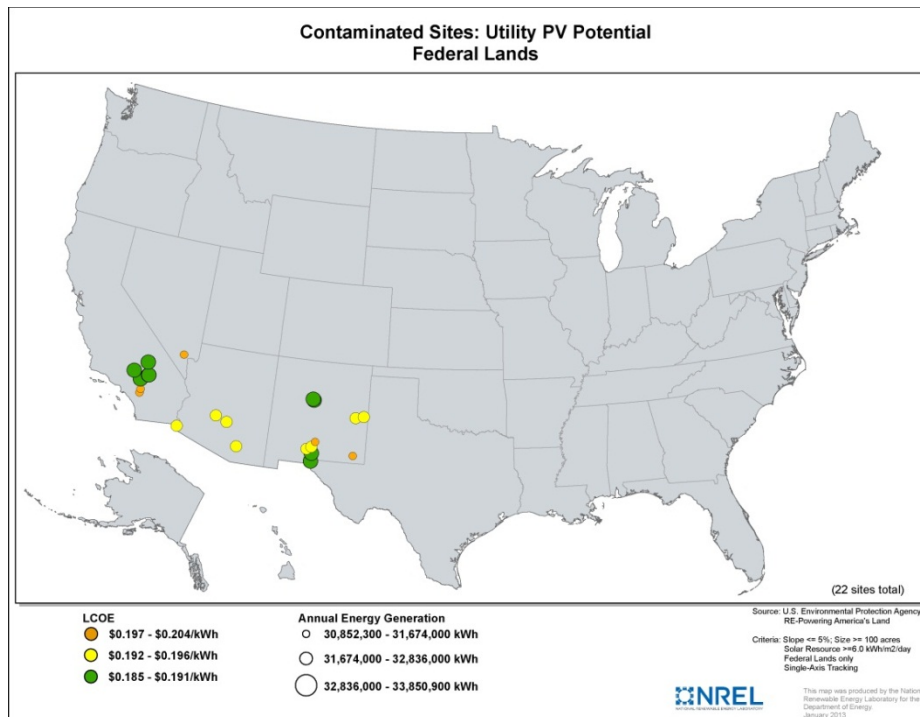 Contaminated Sites: Utility PV Potential
Federal Lands
(22 sites total)
LCOE
$0.197 - $0.204/kWh
$0.192 - $0.196/kWh
$0.185 - $0.191/kWh
Annual Energy Generation
30,852,300 - 31,674,000 kWh
31,674,000 - 32,836,000 kWh
32,836,000 - 33,850,900 kWh
Source: U.S. Environmental Protection Agency
RE-Powering America's Land
Criteria: Slope <= 5%; Size >= 100 acres
Solar Resource >=6.0 kWh/m2/day
Federal Lands only
Single-Axis Tracking
NREL
NATIONAL RENEWABLE ENERGY LABORATORY
This map was produced by the Nation
Renewable Energy Laboratory for the
Department of Energy.
January 2013